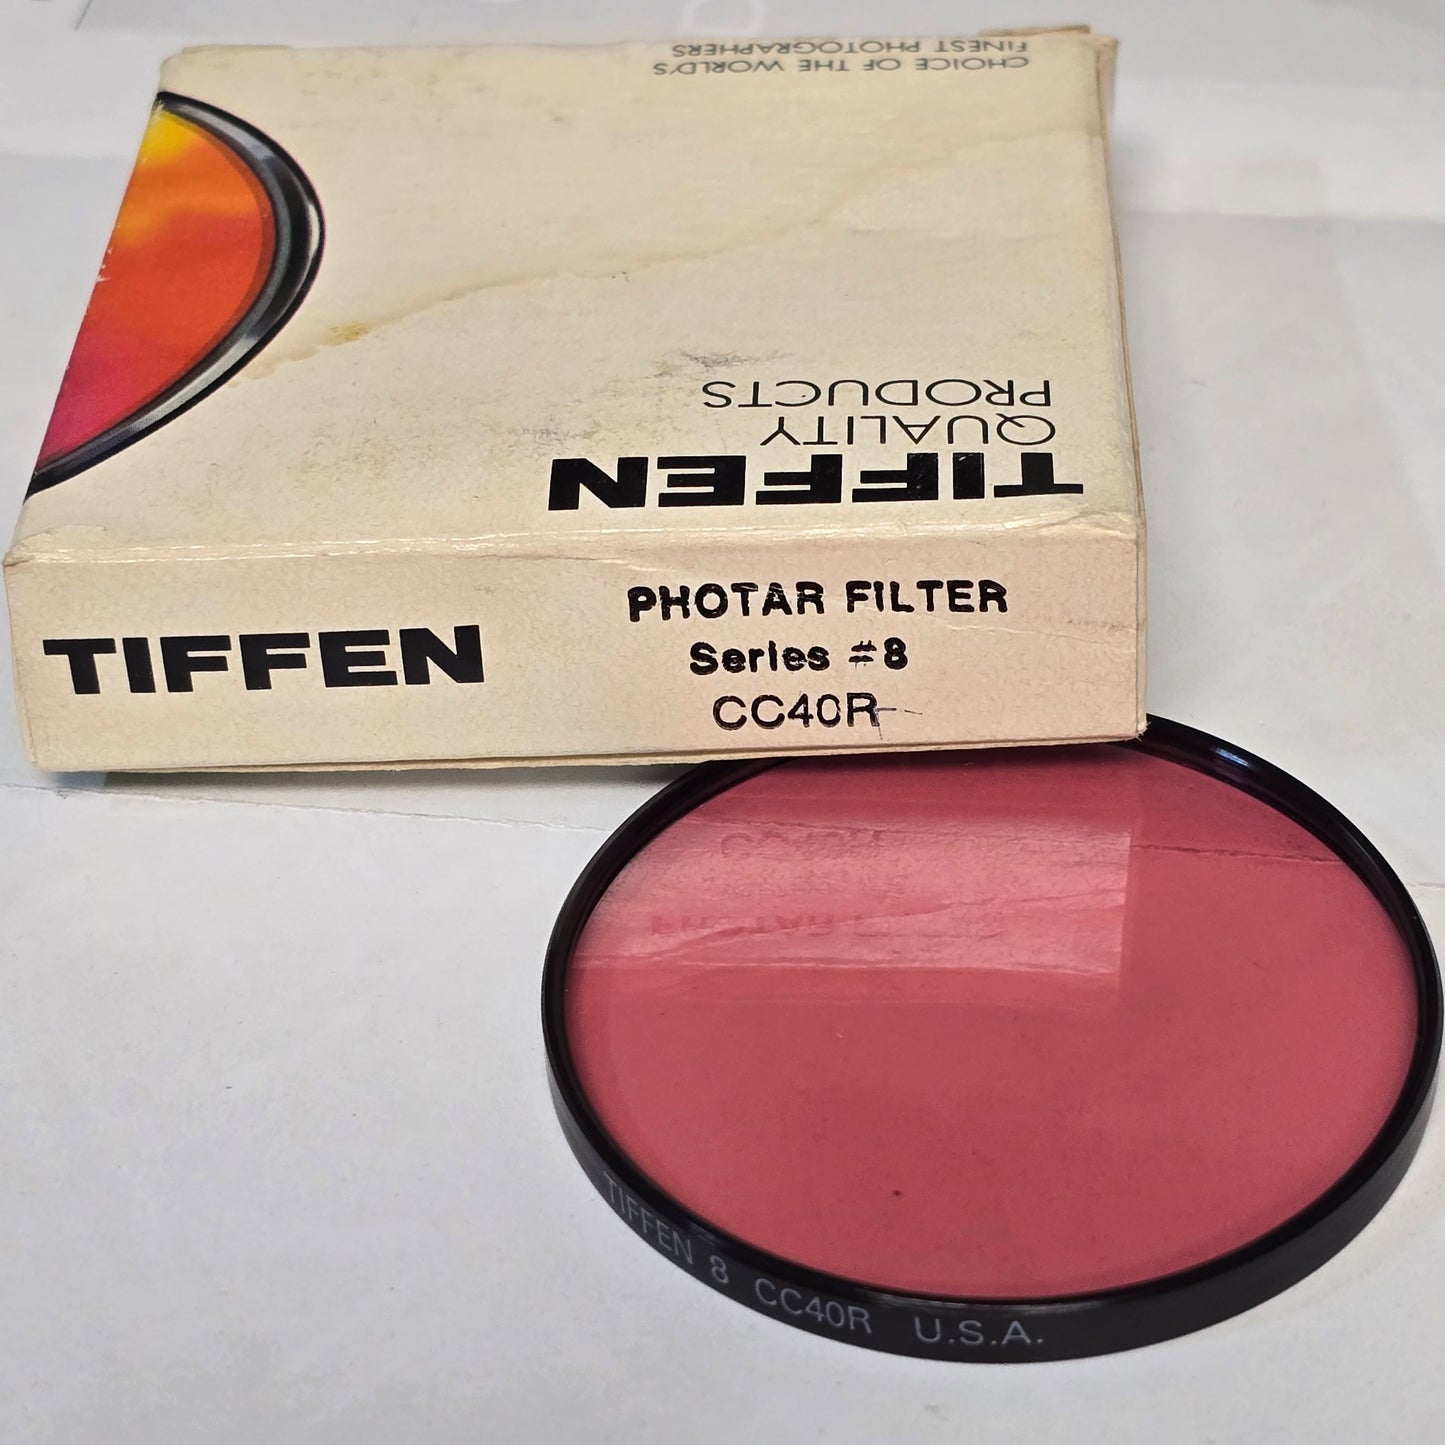 CHOICE OF THE WORLD'S
FINEST PHOTOGRAPHERS
TIFFEN
QUALITY
PRODUCTS
TIFFEN
PHOTAR FILTER
Series #8
CC40R
TIFFEN 8 CC40R U.S.A.